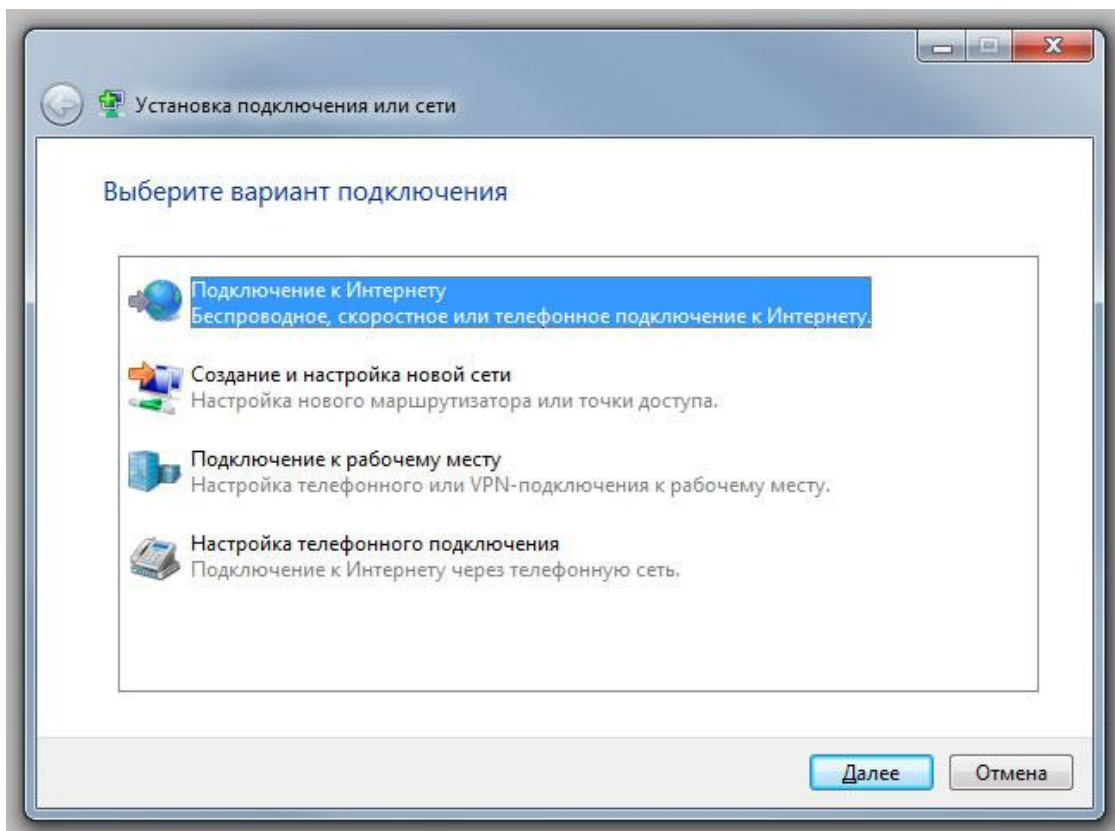 Установка подключения или сети
Выберите вариант подключения
Подключение к Интернету
Беспроводное, скоростное или телефонное подключение к Интернету.
Создание и настройка новой сети
Настройка нового маршрутизатора или точки доступа.
Подключение к рабочему месту
Настройка телефонного или VPN-подключения к рабочему месту.
Настройка телефонного подключения
Подключение к Интернету через телефонную сеть.
Далее
Отмена